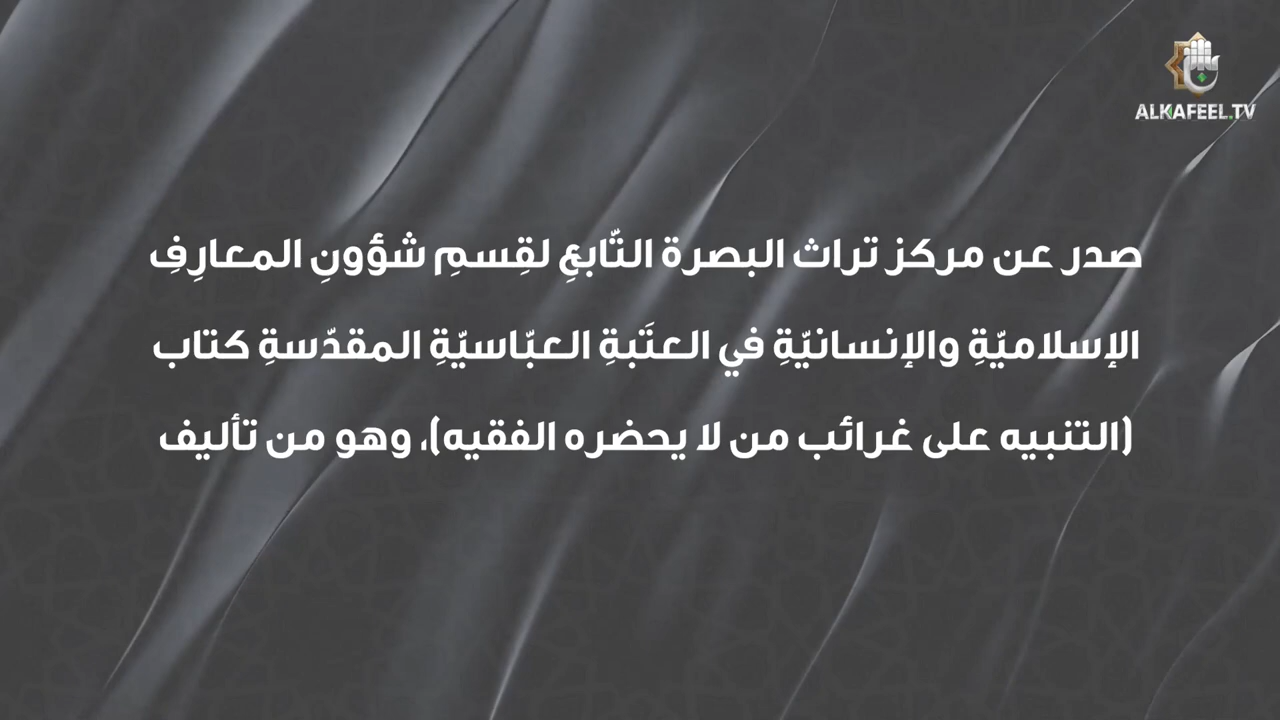 ALKAFEEL.TV
صدر عن مركز تراث البصرة التّابعِ لقِسمِ شؤونِ المعارِفِ
الإسلاميّةِ والإنسانيّةِ في العتَبةِ العبّاسيّةِ المقدّسةِ كتاب
(التنبيه على غرائب من لا يحضره الفقيه)، وهو من تأليف